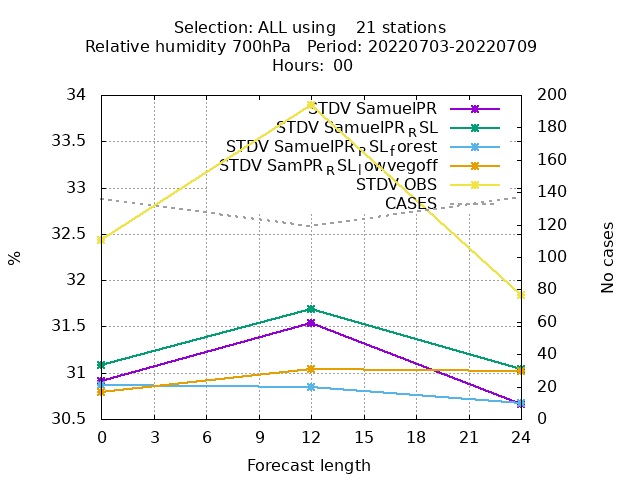 Selection: ALL using 21 stations
Relative humidity 700hPa Period: 20220703-20220709
Hours: 00
34
33.5
33
32.5
32
31.5
31
30.5
%
STDV SamuelPR
STDV SamuelPR_RSL
STDV SamuelPR_RSL_forest
STDV SamPR_RSL_lowvegoff
STDV OBS
CASES
200
180
160
140
120
100
80
60
40
20
0
No cases
0 3 6 9 12 15 18 21 24
Forecast length